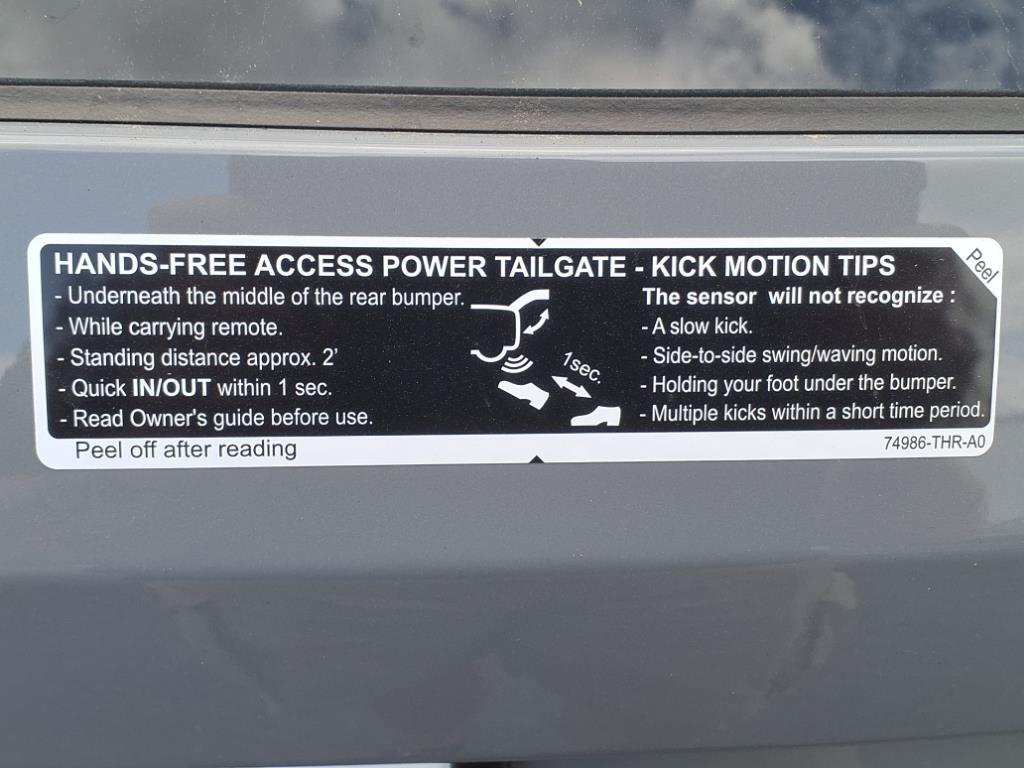 HANDS-FREE ACCESS POWER TAILGATE - KICK MOTION TIPS
- Underneath the middle of the rear bumper.
- While carrying remote.
- Standing distance approx. 2'
- Quick IN/OUT within 1 sec.
- Read Owner's guide before use.
1sec.
The sensor will not recognize :
- A slow kick.
- Side-to-side swing/waving motion.
- Holding your foot under the bumper.
- Multiple kicks within a short time period.
Peel
Peel off after reading
74986-THR-A0